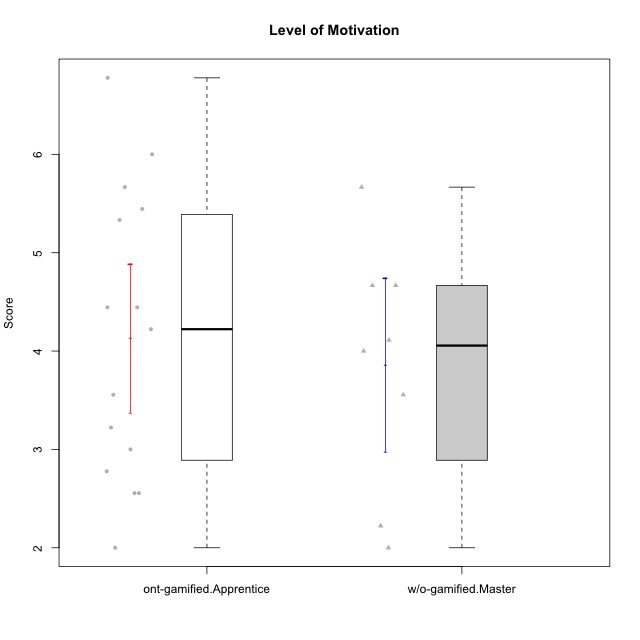 Level of Motivation
Score
6
5
4
3
2
ont-gamified.Apprentice
w/o-gamified.Master